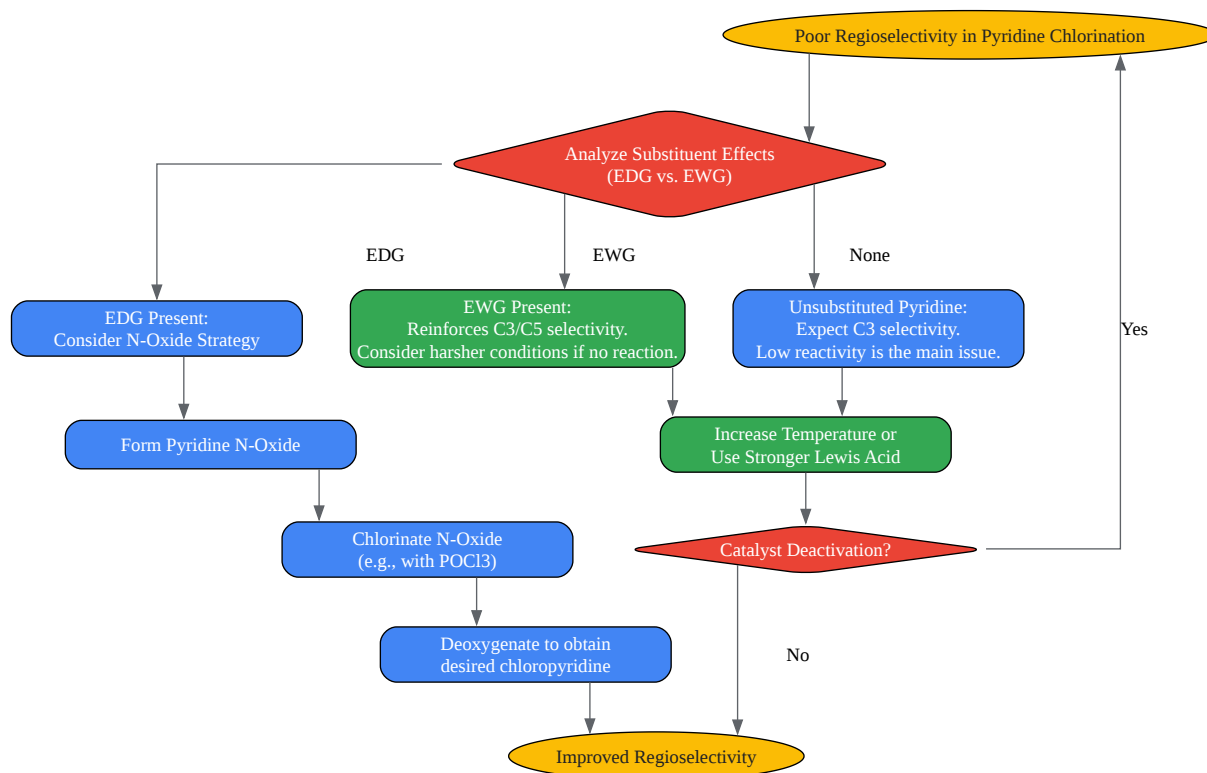 Poor Regioselectivity in Pyridine Chlorination
Analyze Substituent Effects
(EDG vs. EWG)
EDG
EWG
None
Yes
EDG Present:
Consider N-Oxide Strategy
EWG Present:
Reinforces C3/C5 selectivity.
Consider harsher conditions if no reaction.
Unsubstituted Pyridine:
Expect C3 selectivity.
Low reactivity is the main issue.
Form Pyridine N-Oxide
Increase Temperature or
Use Stronger Lewis Acid
Chlorinate N-Oxide
(e.g., with POCl3)
Catalyst Deactivation?
Deoxygenate to obtain
desired chloropyridine
No
Improved Regioselectivity